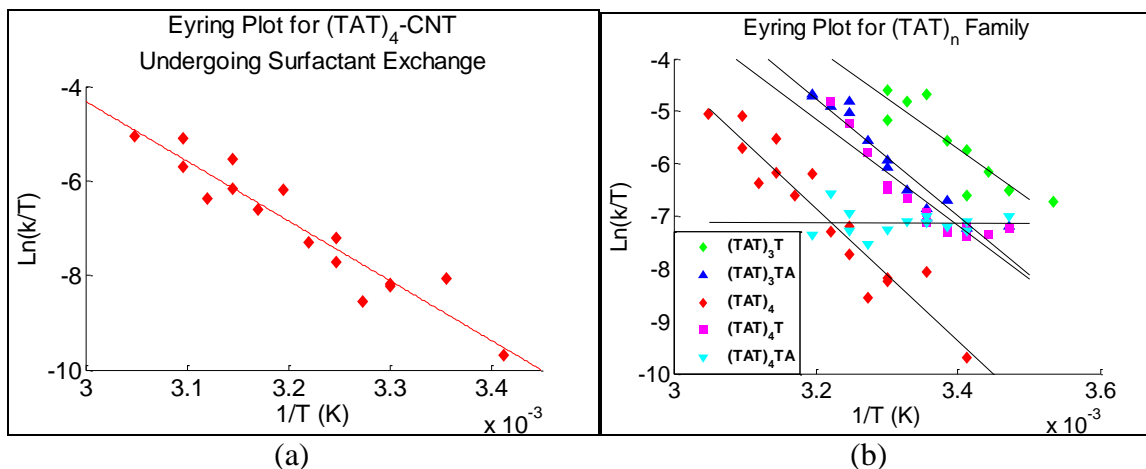 Eyring Plot for (TAT)4-CNT
Undergoing Surfactant Exchange
-4
-6
-8
-10
Ln(k/T)
3 3.1 3.2 3.3 3.4
1/T (K)
x 10-3
(a)
Eyring Plot for (TAT)n Family
-4
-5
-6
-7
-8
-9
-10
Ln(k/T)
(TAT)3T
(TAT)3TA
(TAT)4
(TAT)4T
(TAT)4TA
3 3.2 3.4 3.6
1/T (K)
x 10-3
(b)